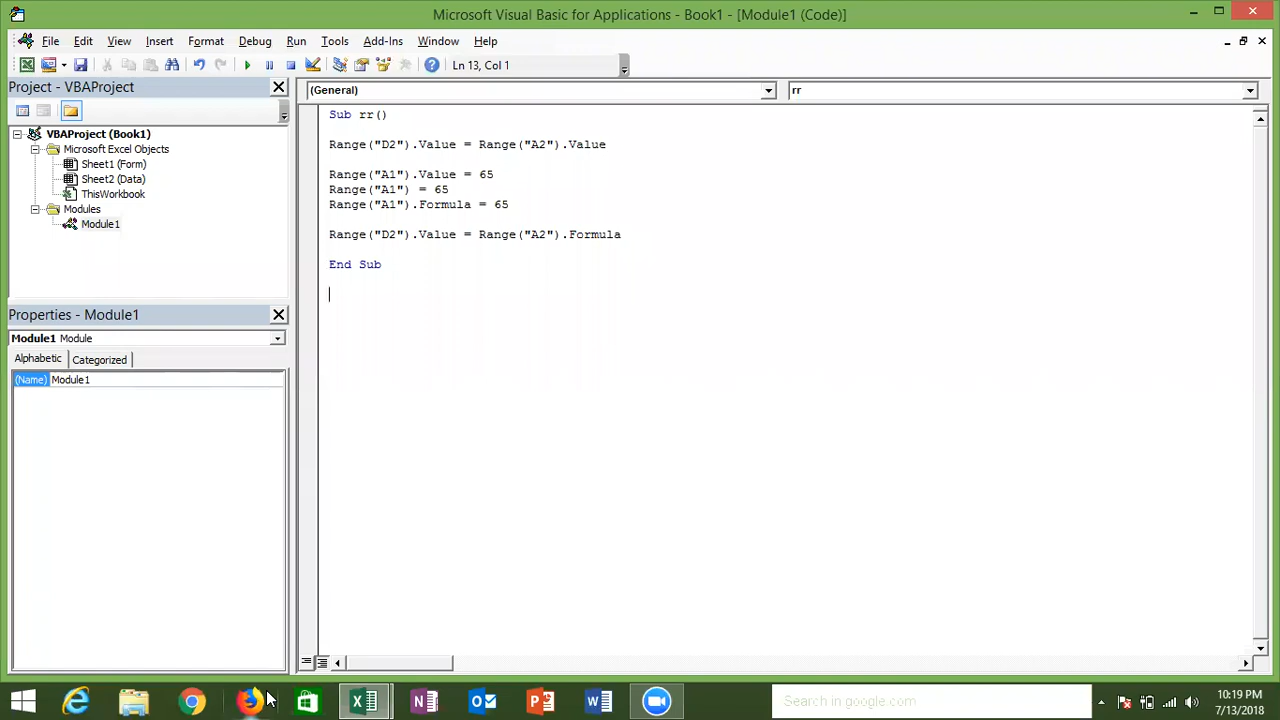 Microsoft Visual Basic for Applications - Book1 - [Module1 (Code)]
File Edit View Insert Format Debug Run Tools Add-Ins Window Help
Ln 13, Col 1
Project - VBAProject
(General)
rr
VBAProject (Book1)
Microsoft Excel Objects
Sheet1 (Form)
Sheet2 (Data)
ThisWorkbook
Modules
Module1
Sub rr()
Range("D2").Value = Range("A2").Value
Range("A1").Value = 65
Range("A1") = 65
Range("A1").Formula = 65
Range("D2").Value = Range("A2").Formula
End Sub
Properties - Module1
Module1 Module
Alphabetic Categorized
(Name) Module1
Search in google.com
10:19 PM
7/13/2018